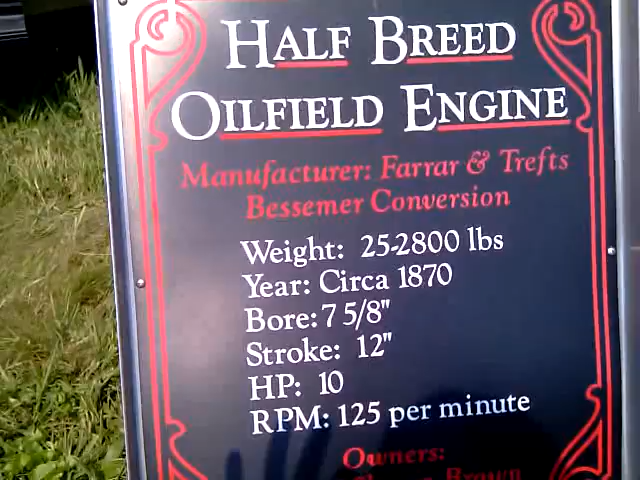 HALF BREED
OILFIELD ENGINE
Manufacturer: Farrar & Trefts
Bessemer Conversion
Weight: 25-2800 lbs
Year: Circa 1870
Bore: 7 5/8"
Stroke: 12"
HP: 10
RPM: 125 per minute
Owners:
Brown